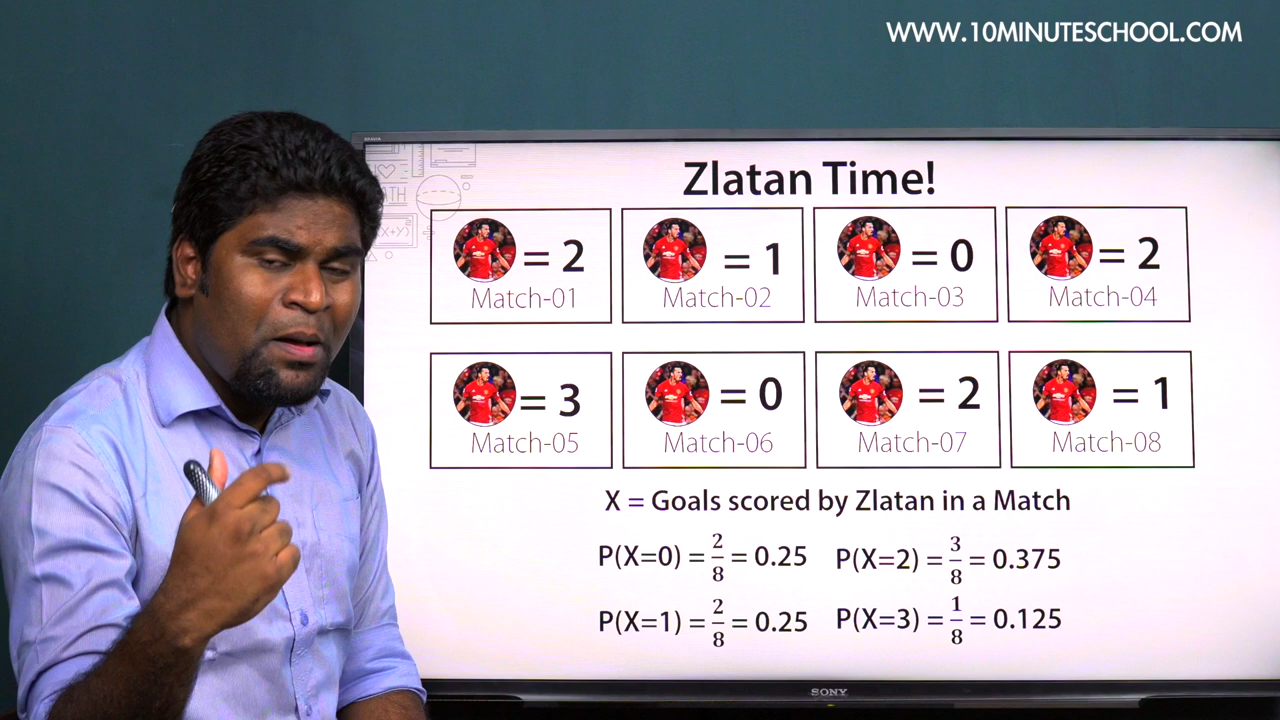 WWW.10MINUTESCHOOL.COM
BRAVIA
Zlatan Time!
= 2
Match-01
= 1
Match-02
= 0
Match-03
= 2
Match-04
= 3
Match-05
= 0
Match-06
= 2
Match-07
= 1
Match-08
X = Goals scored by Zlatan in a Match
P(X=0) = 2/8 = 0.25 P(X=2) = 3/8 = 0.375
P(X=1) = 2/8 = 0.25 P(X=3) = 1/8 = 0.125
SONY